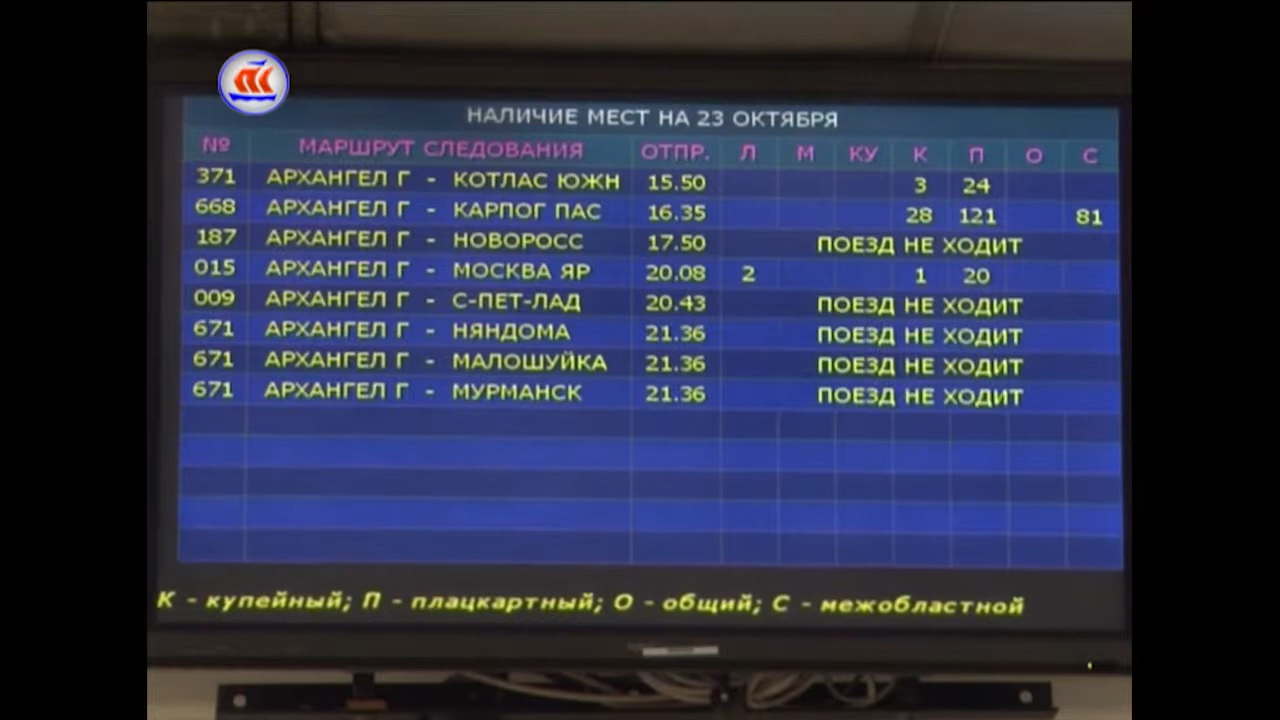 НАЛИЧИЕ МЕСТ НА 23 ОКТЯБРЯ
№ МАРШРУТ СЛЕДОВАНИЯ ОТПР. Л М КУ К П О С
371 АРХАНГЕЛ Г - КОТЛАС ЮЖН 15.50 3 24
668 АРХАНГЕЛ Г - КАРПОГ ПАС 16.35 28 121 81
187 АРХАНГЕЛ Г - НОВОРОСС 17.50 ПОЕЗД НЕ ХОДИТ
015 АРХАНГЕЛ Г - МОСКВА ЯР 20.08 2 1 20
009 АРХАНГЕЛ Г - С-ПЕТ-ЛАД 20.43 ПОЕЗД НЕ ХОДИТ
671 АРХАНГЕЛ Г - НЯНДОМА 21.36 ПОЕЗД НЕ ХОДИТ
671 АРХАНГЕЛ Г - МАЛОШУЙКА 21.36 ПОЕЗД НЕ ХОДИТ
671 АРХАНГЕЛ Г - МУРМАНСК 21.36 ПОЕЗД НЕ ХОДИТ
К - купейный; П - плацкартный; О - общий; С - межобластной